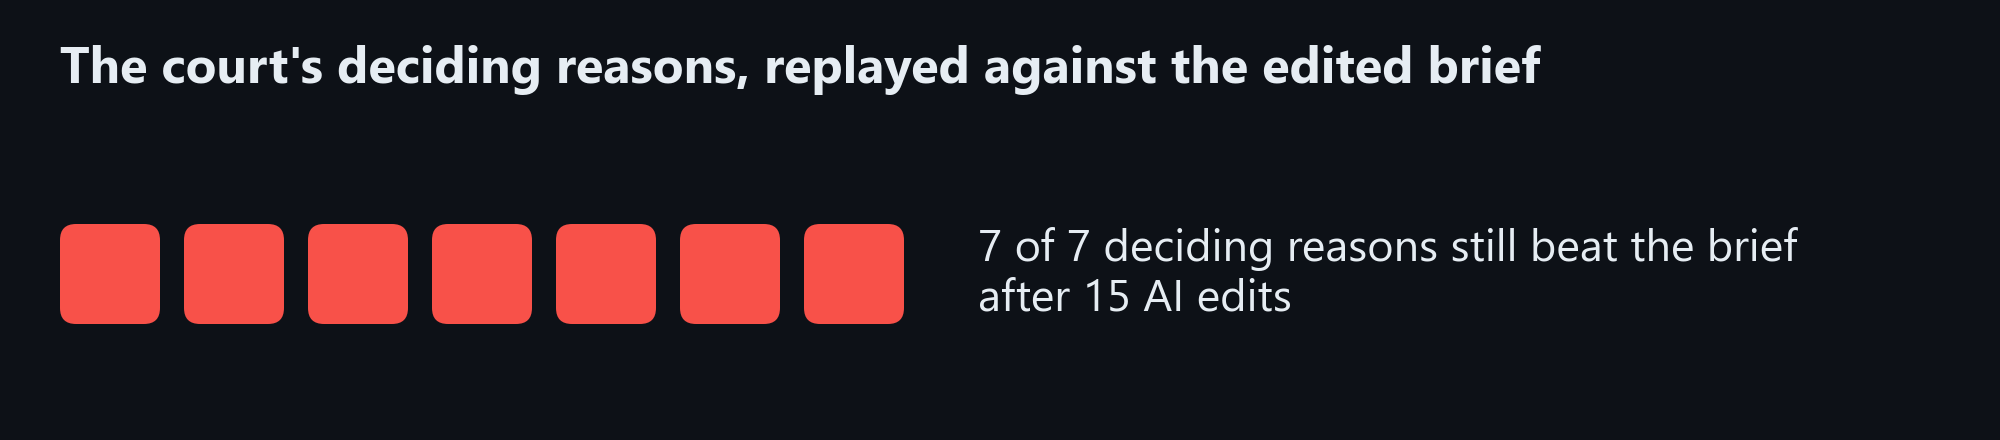 The court's deciding reasons, replayed against the edited brief
7 of 7 deciding reasons still beat the brief
after 15 AI edits